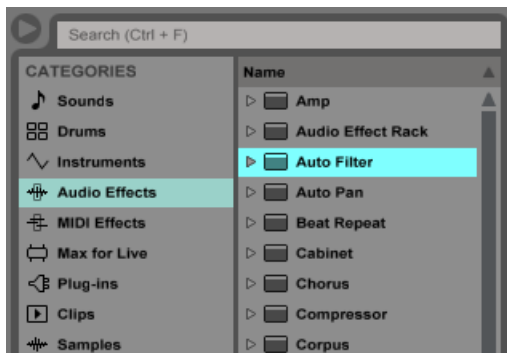 Search (Ctrl + F)
CATEGORIES
Sounds
Drums
Instruments
Audio Effects
MIDI Effects
Max for Live
Plug-ins
Clips
Samples
Name
Amp
Audio Effect Rack
Auto Filter
Auto Pan
Beat Repeat
Cabinet
Chorus
Compressor
Corpus